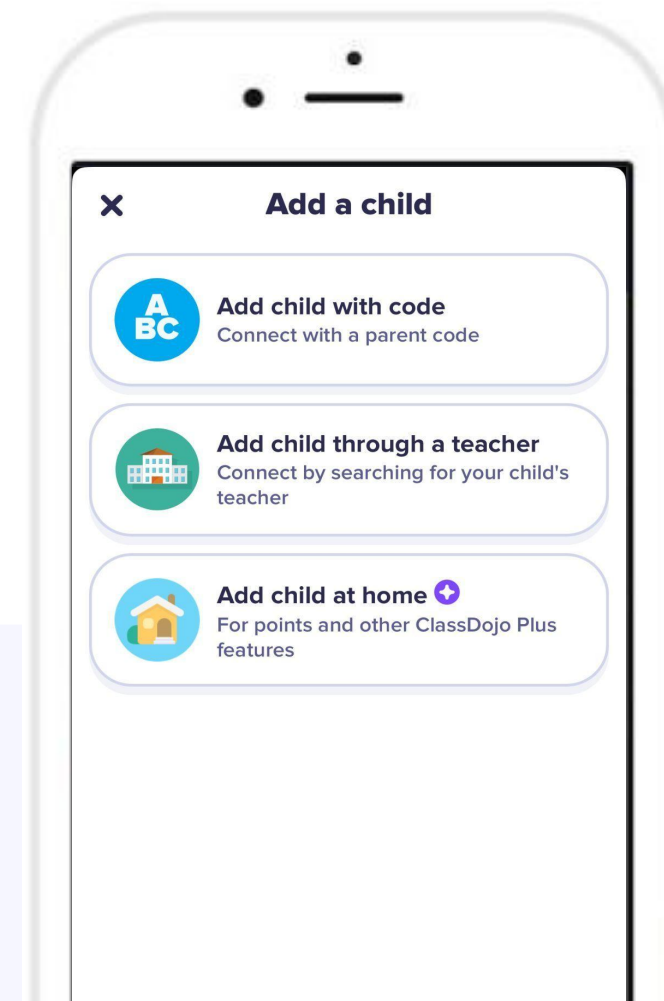 Add a child
A
BC
Add child with code
Connect with a parent code
Add child through a teacher
Connect by searching for your child's
teacher
Add child at home
For points and other ClassDojo Plus
features